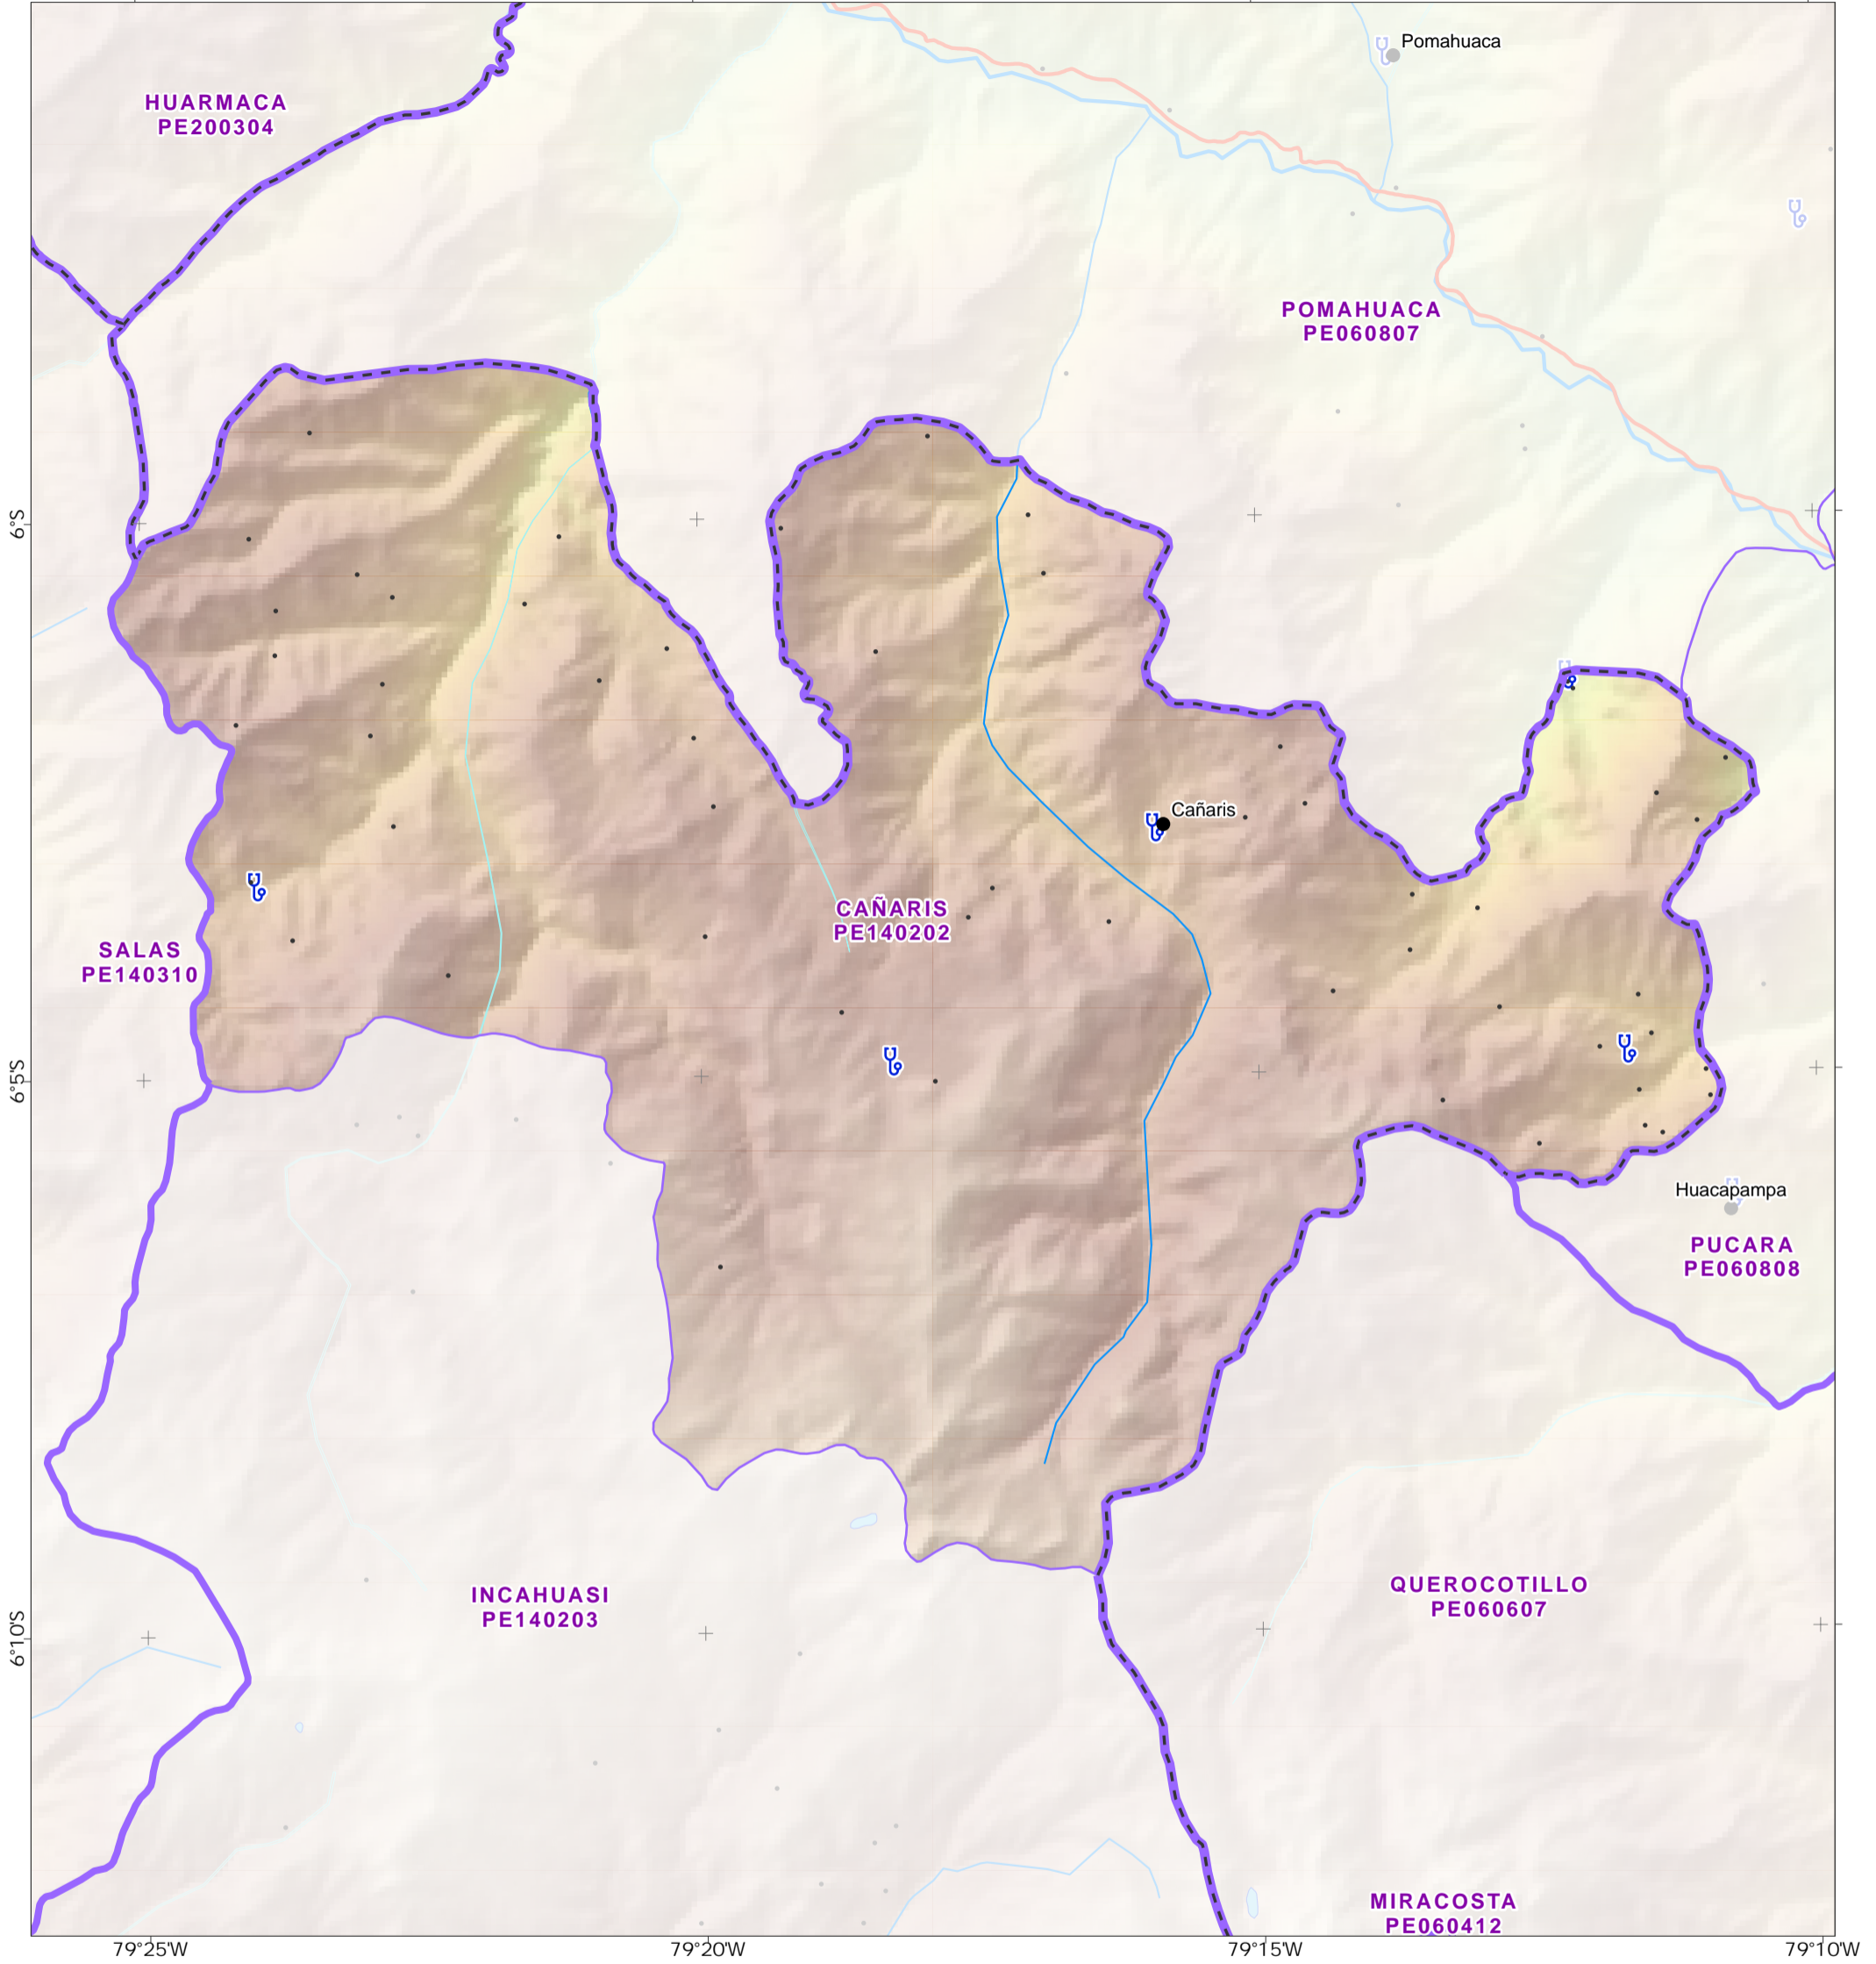 Pomahuaca
HUARMACA
PE200304
POMAHUACA
PE060807
6°S
Cañaris
CAÑARIS
PE140202
SALAS
PE140310
6°5'S
Huacapampa
PUCARA
PE060808
INCAHUASI
PE140203
QUEROCOTILLO
PE060607
6°10'S
MIRACOSTA
PE060412
79°25'W
79°20'W
79°15'W
79°10'W